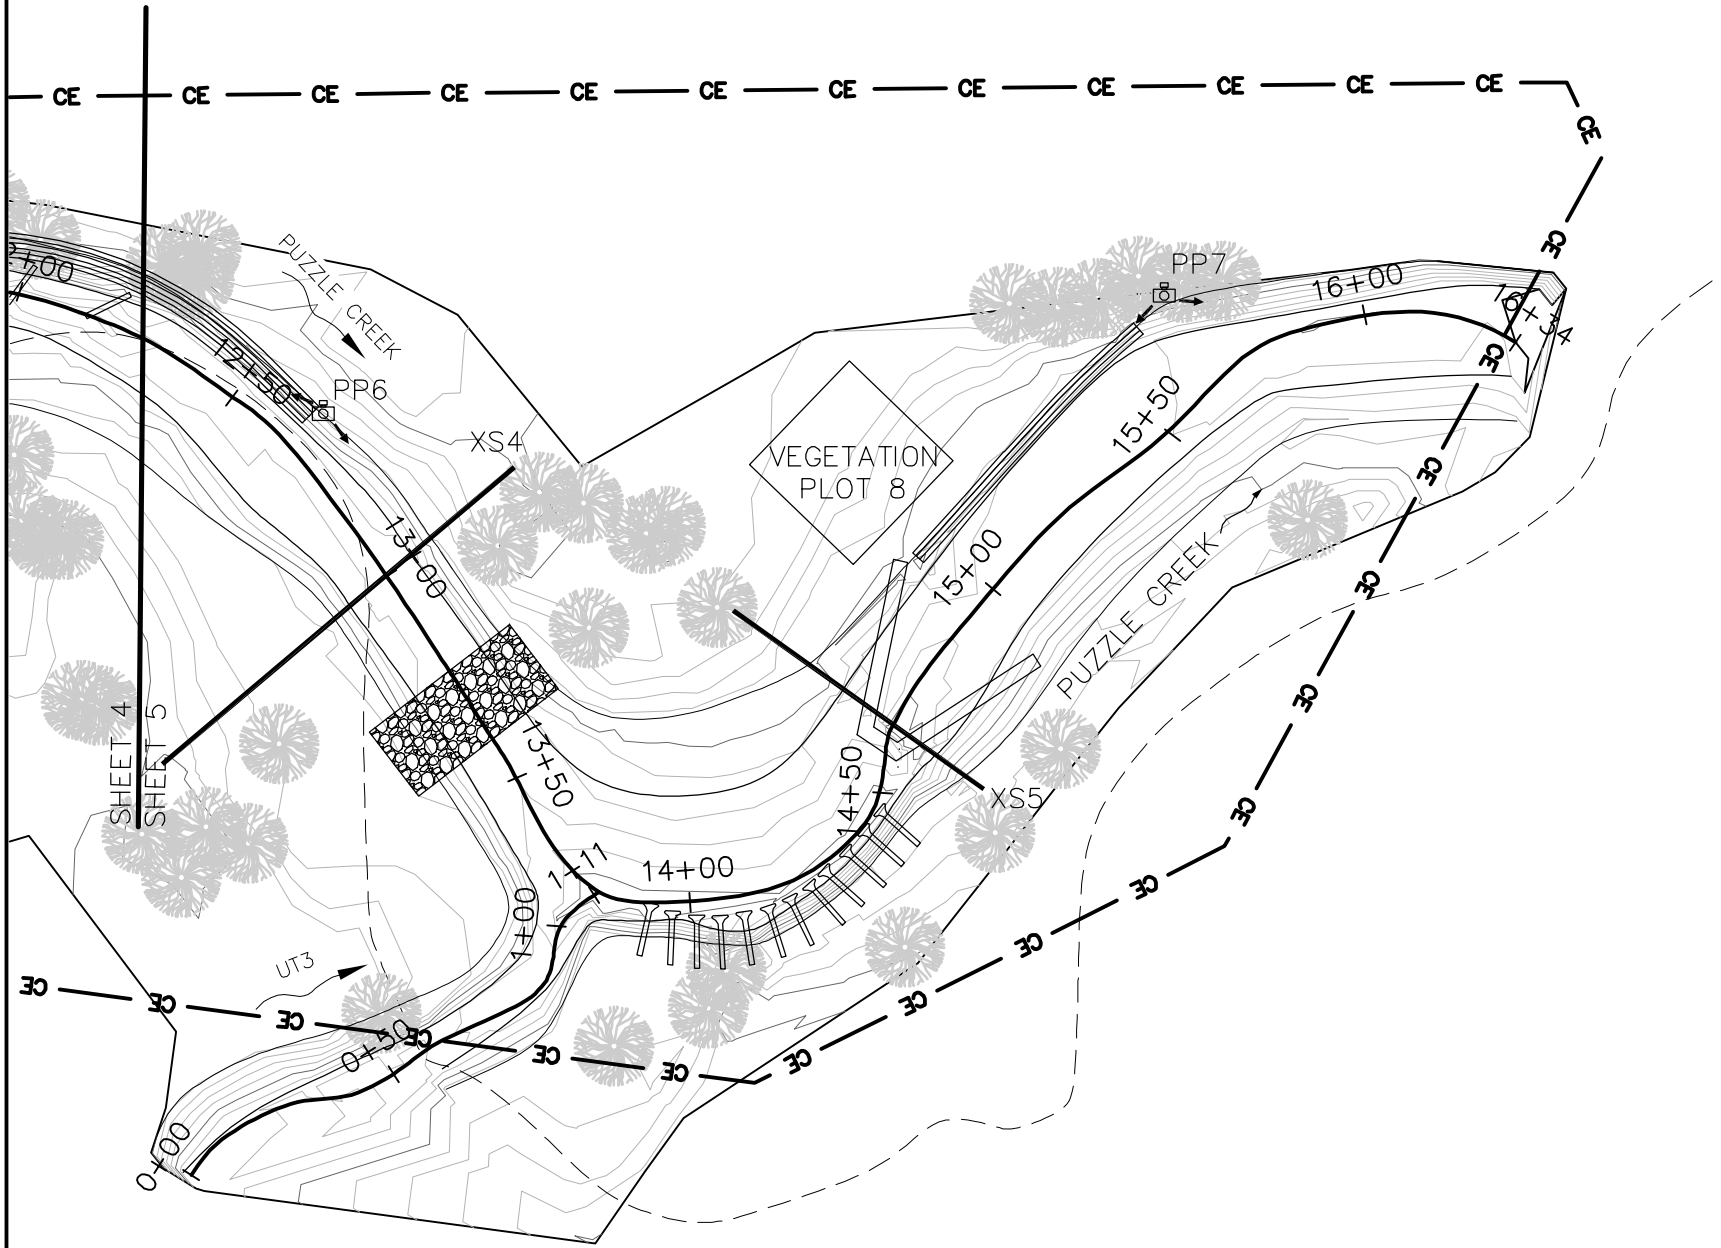 CE CE CE CE CE CE CE CE CE CE CE CE
CE
CE
PUZZLE CREEK
PP7
16+00
16+34
+00
12+50
PP6
CE
XS4
15+50
VEGETATION
PLOT 8
CE
13+00
15+00
PUZZLE CREEK
CE
SHEET 4
SHEET 5
CE
13+50
14+50
XS5
CE
1+11
14+00
CE
1+00
CE
UT3
CE CE CE CE CE CE CE CE
0+50
0+00